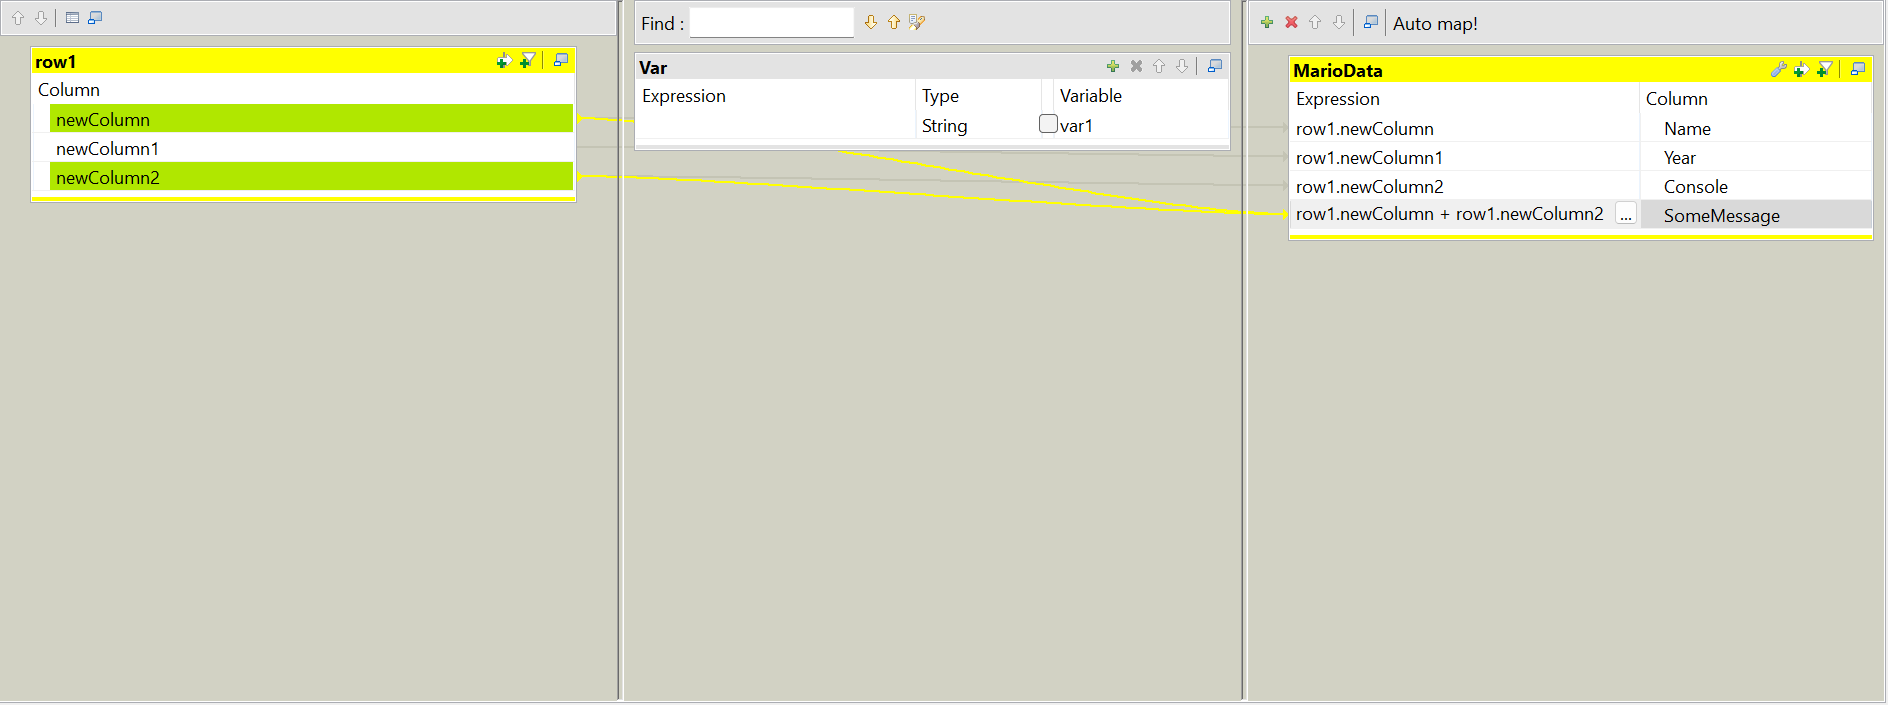 row1
Column
newColumn
newColumn1
newColumn2
Find :
Var
Expression Type Variable
String var1
Auto map!
MarioData
Expression Column
row1.newColumn Name
row1.newColumn1 Year
row1.newColumn2 Console
row1.newColumn + row1.newColumn2 ... SomeMessage